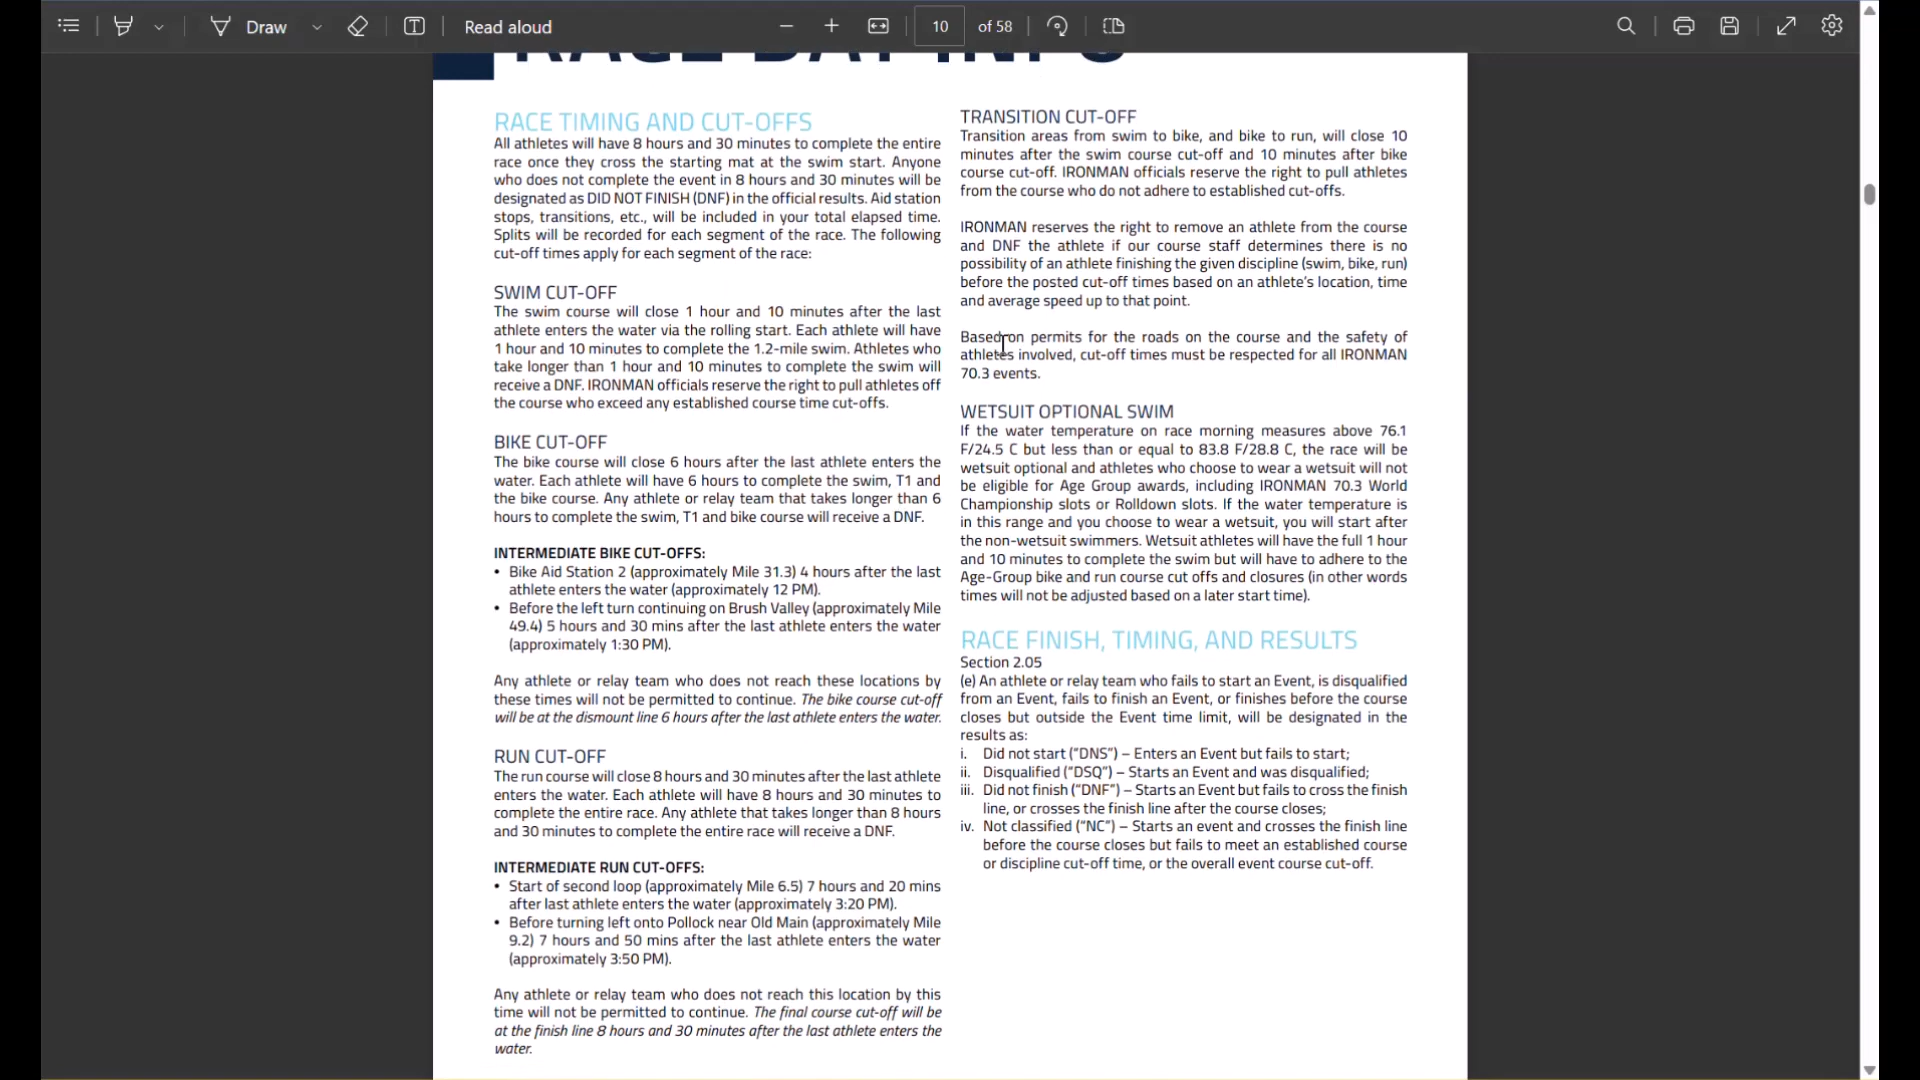 Draw
Read aloud
10
of 58
RACE DAY INFO
RACE TIMING AND CUT-OFFS
All athletes will have 8 hours and 30 minutes to complete the entire
race once they cross the starting mat at the swim start. Anyone
who does not complete the event in 8 hours and 30 minutes will be
designated as DID NOT FINISH (DNF) in the official results. Aid station
stops, transitions, etc., will be included in your total elapsed time.
Splits will be recorded for each segment of the race. The following
cut-off times apply for each segment of the race:
SWIM CUT-OFF
The swim course will close 1 hour and 10 minutes after the last
athlete enters the water via the rolling start. Each athlete will have
1 hour and 10 minutes to complete the 1.2-mile swim. Athletes who
take longer than 1 hour and 10 minutes to complete the swim will
receive a DNF. IRONMAN officials reserve the right to pull athletes off
the course who exceed any established course time cut-offs.
BIKE CUT-OFF
The bike course will close 6 hours after the last athlete enters the
water. Each athlete will have 6 hours to complete the swim, T1 and
the bike course. Any athlete or relay team that takes longer than 6
hours to complete the swim, T1 and bike course will receive a DNF.
INTERMEDIATE BIKE CUT-OFFS:
• Bike Aid Station 2 (approximately Mile 31.3) 4 hours after the last
athlete enters the water (approximately 12 PM).
• Before the left turn continuing on Brush Valley (approximately Mile
49.4) 5 hours and 30 mins after the last athlete enters the water
(approximately 1:30 PM).
Any athlete or relay team who does not reach these locations by
these times will not be permitted to continue. The bike course cut-off
will be at the dismount line 6 hours after the last athlete enters the water.
RUN CUT-OFF
The run course will close 8 hours and 30 minutes after the last athlete
enters the water. Each athlete will have 8 hours and 30 minutes to
complete the entire race. Any athlete that takes longer than 8 hours
and 30 minutes to complete the entire race will receive a DNF.
INTERMEDIATE RUN CUT-OFFS:
• Start of second loop (approximately Mile 6.5) 7 hours and 20 mins
after last athlete enters the water (approximately 3:20 PM).
• Before turning left onto Pollock near Old Main (approximately Mile
9.2) 7 hours and 50 mins after the last athlete enters the water
(approximately 3:50 PM).
Any athlete or relay team who does not reach this location by this
time will not be permitted to continue. The final course cut-off will be
at the finish line 8 hours and 30 minutes after the last athlete enters the
water.
TRANSITION CUT-OFF
Transition areas from swim to bike, and bike to run, will close 10
minutes after the swim course cut-off and 10 minutes after bike
course cut-off. IRONMAN officials reserve the right to pull athletes
from the course who do not adhere to established cut-offs.
IRONMAN reserves the right to remove an athlete from the course
and DNF the athlete if our course staff determines there is no
possibility of an athlete finishing the given discipline (swim, bike, run)
before the posted cut-off times based on an athlete's location, time
and average speed up to that point.
Based on permits for the roads on the course and the safety of
athletes involved, cut-off times must be respected for all IRONMAN
70.3 events.
WETSUIT OPTIONAL SWIM
If the water temperature on race morning measures above 76.1
F/24.5 C but less than or equal to 83.8 F/28.8 C, the race will be
wetsuit optional and athletes who choose to wear a wetsuit will not
be eligible for Age Group awards, including IRONMAN 70.3 World
Championship slots or Rolldown slots. If the water temperature is
in this range and you choose to wear a wetsuit, you will start after
the non-wetsuit swimmers. Wetsuit athletes will have the full 1 hour
and 10 minutes to complete the swim but will have to adhere to the
Age-Group bike and run course cut offs and closures (in other words
times will not be adjusted based on a later start time).
RACE FINISH, TIMING, AND RESULTS
Section 2.05
(e) An athlete or relay team who fails to start an Event, is disqualified
from an Event, fails to finish an Event, or finishes before the course
closes but outside the Event time limit, will be designated in the
results as:
i. Did not start ("DNS") – Enters an Event but fails to start;
ii. Disqualified ("DSQ") – Starts an Event and was disqualified;
iii. Did not finish ("DNF") – Starts an Event but fails to cross the finish
line, or crosses the finish line after the course closes;
iv. Not classified ("NC") – Starts an event and crosses the finish line
before the course closes but fails to meet an established course
or discipline cut-off time, or the overall event course cut-off.